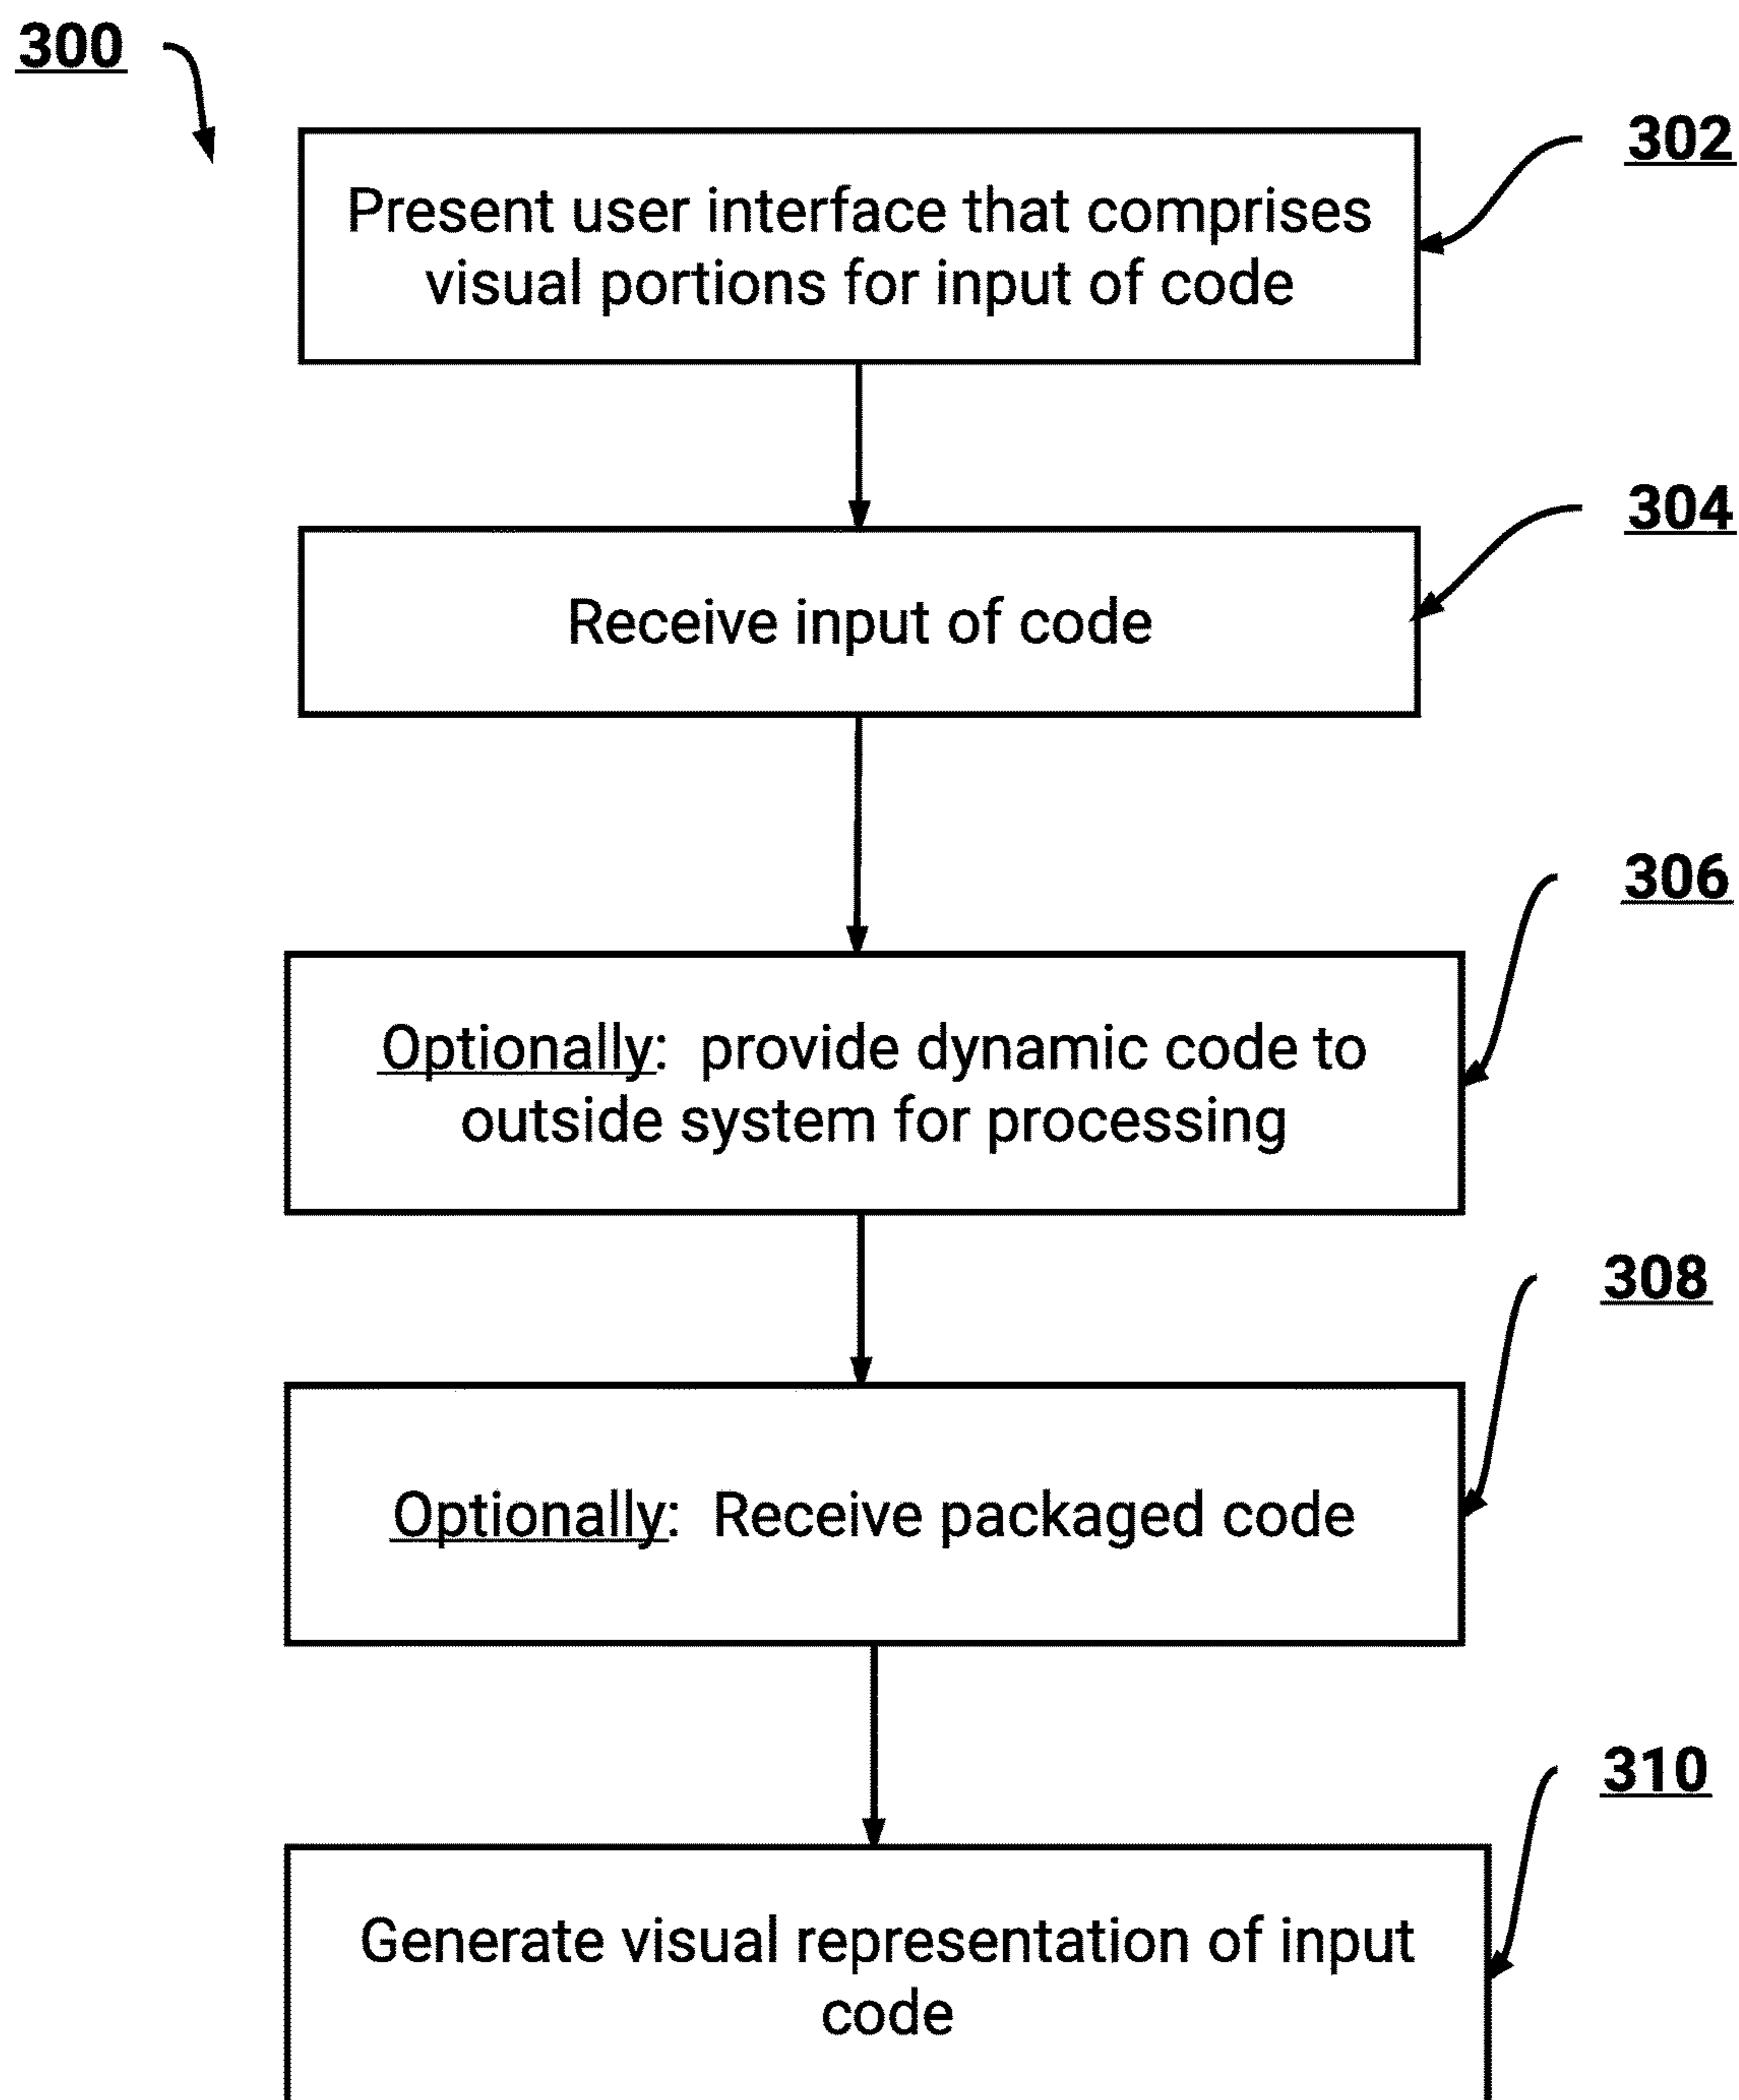 300
302
Present user interface that comprises
visual portions for input of code
304
Receive input of code
306
Optionally:  provide dynamic code to
outside system for processing
308
Optionally:  Receive packaged code
310
Generate visual representation of input
code